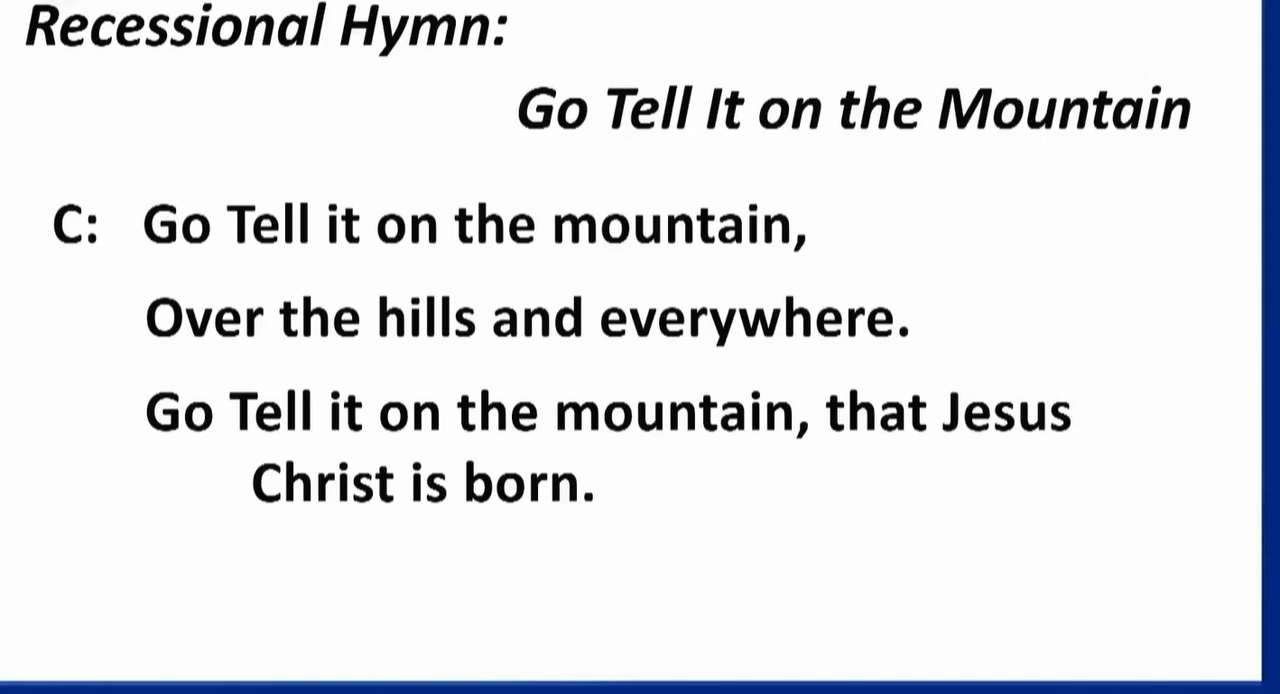 Recessional Hymn:
Go Tell It on the Mountain
C: Go Tell it on the mountain,
Over the hills and everywhere.
Go Tell it on the mountain, that Jesus
Christ is born.